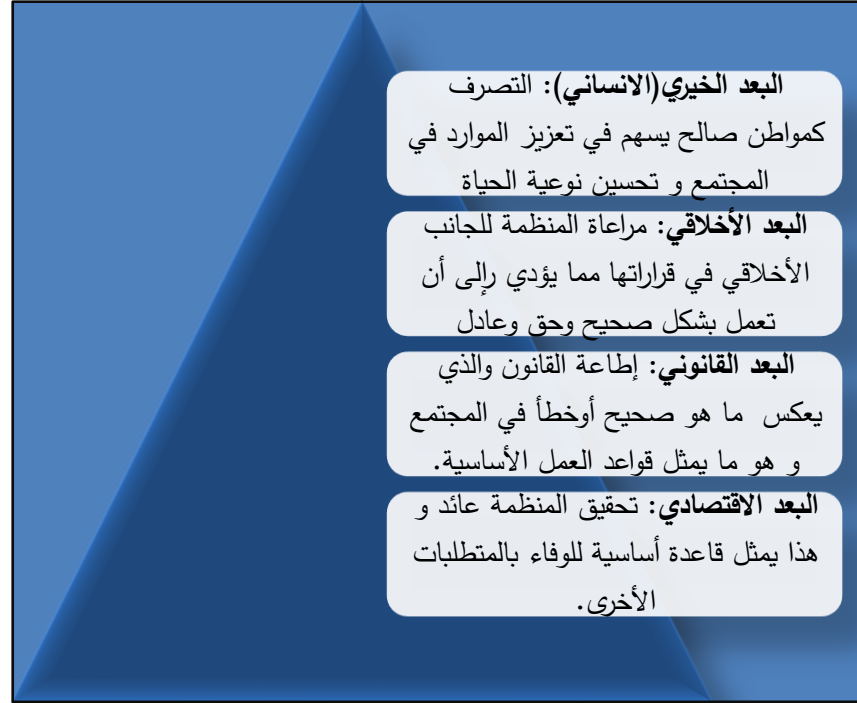 البعد الخيري(الانساني): التصرف
كمواطن صالح يسهم في تعزيز الموارد في
المجتمع و تحسين نوعية الحياة
البعد الأخلاقي: مراعاة المنظمة للجانب
الأخلاقي في قراراتها مما يؤدي رإلى أن
تعمل بشكل صحيح وحق وعادل
البعد القانوني: إطاعة القانون والذي
يعكس ما هو صحيح أوخطأ في المجتمع
و هو ما يمثل قواعد العمل الأساسية.
البعد الاقتصادي: تحقيق المنظمة عائد و
هذا يمثل قاعدة أساسية للوفاء بالمتطلبات
الأخرى.